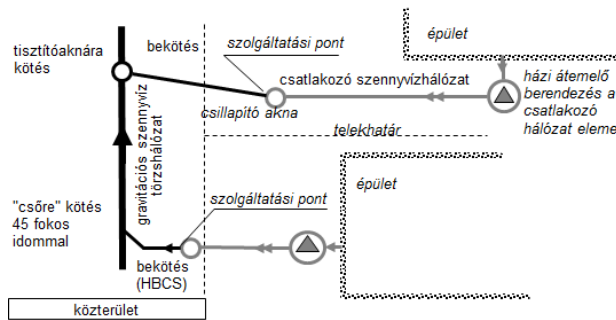 tisztítóaknára
kötés
bekötés
szolgáltatási pont
épület
csatlakozó szennyvízhálózat
csillapító akna
házi átemelő
berendezés a
csatlakozó
hálózat eleme
telekhatár
gravitációs szennyvíz
törzshálózat
szolgáltatási pont
épület
"csőre" kötés
45 fokos
idommal
bekötés
(HBCS)
közterület